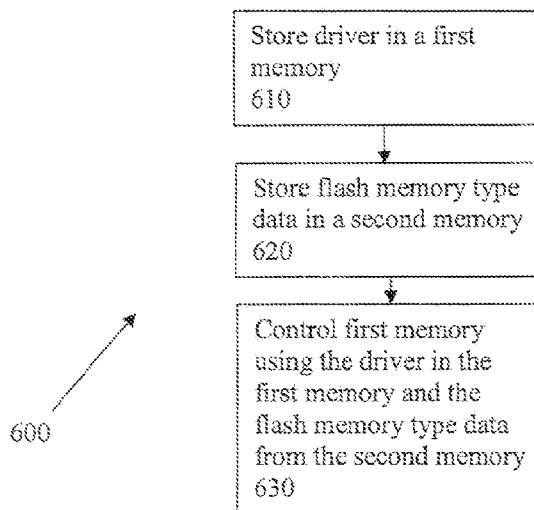 Store driver in a first
memory
610
Store flash memory type
data in a second memory
620
Control first memory
using the driver in the
first memory and the
flash memory type data
from the second memory
630
600